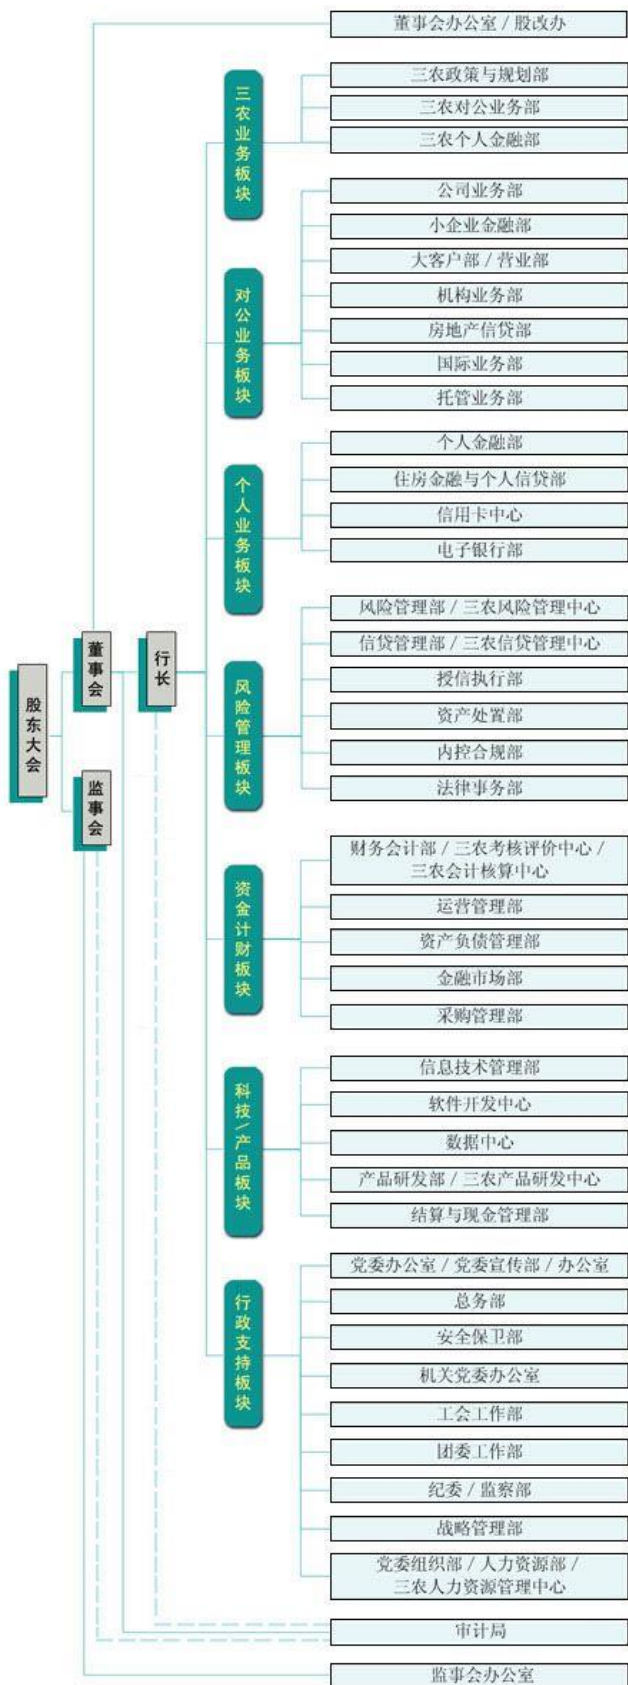 股东大会
董事会
监事会
行长
董事会办公室 / 股改办
三农业务板块
三农政策与规划部
三农对公业务部
三农个人金融部
对公业务板块
公司业务部
小企业金融部
大客户部 / 营业部
机构业务部
房地产信贷部
国际业务部
托管业务部
个人业务板块
个人金融部
住房金融与个人信贷部
信用卡中心
电子银行部
风险管理板块
风险管理部 / 三农风险管理中心
信贷管理部 / 三农信贷管理中心
授信执行部
资产处置部
内控合规部
法律事务部
资金计财板块
财务会计部 / 三农考核评价中心 /
三农会计核算中心
运营管理部
资产负债管理部
金融市场部
采购管理部
科技/产品板块
信息技术管理部
软件开发中心
数据中心
产品研发部 / 三农产品研发中心
结算与现金管理部
行政支持板块
党委办公室 / 党委宣传部 / 办公室
总务部
安全保卫部
机关党委办公室
工会工作部
团委工作部
纪委 / 监察部
战略管理部
党委组织部 / 人力资源部 /
三农人力资源管理中心
审计局
监事会办公室